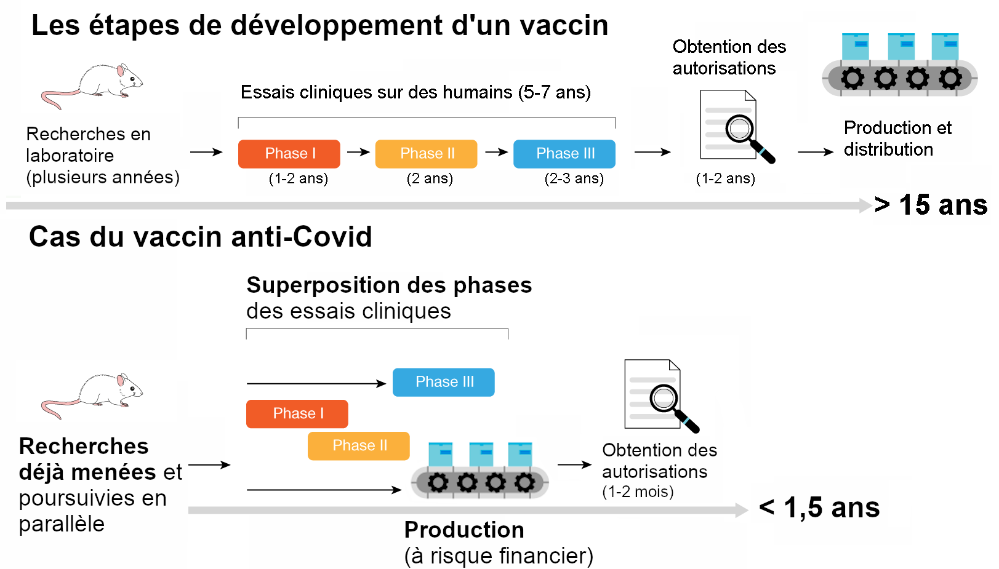 Les étapes de développement d'un vaccin
Obtention des
autorisations
Essais cliniques sur des humains (5-7 ans)
Recherches en
laboratoire
(plusieurs années)
Phase I
Phase II
Phase III
(1-2 ans)
(2 ans)
(2-3 ans)
(1-2 ans)
Production et
distribution
> 15 ans
Cas du vaccin anti-Covid
Superposition des phases
des essais cliniques
Phase III
Phase I
Phase II
Recherches
déjà menées et
poursuivies en
parallèle
Obtention des
autorisations
(1-2 mois)
< 1,5 ans
Production
(à risque financier)